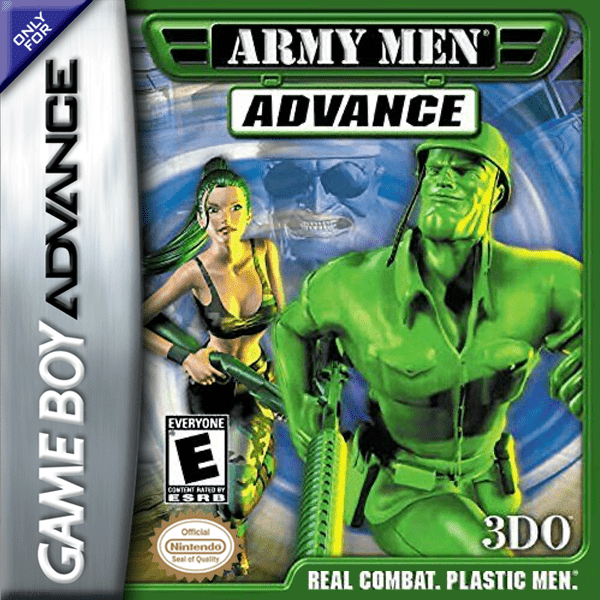 ONLY
FOR
GAME BOY ADVANCE
ARMY MEN®
ADVANCE
EVERYONE
E
CONTENT RATED BY
ESRB
Official
Nintendo
Seal of Quality
3DO
REAL COMBAT. PLASTIC MEN.